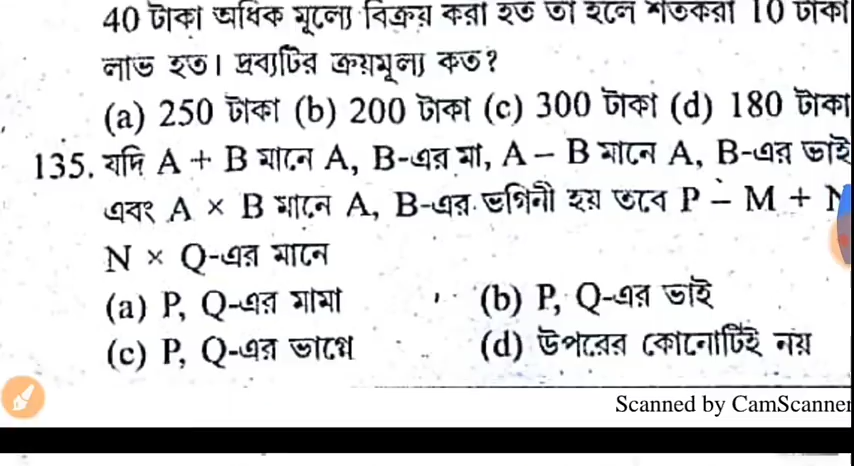 40 টাকা অধিক মূল্যে বিক্রয় করা হত তা হলে শতকরা 10 টাকা
লাভ হত। দ্রব্যটির ক্রয়মূল্য কত?
(a) 250 টাকা (b) 200 টাকা (c) 300 টাকা (d) 180 টাকা
135. যদি A + B মানে A, B-এর মা, A – B মানে A, B-এর ভাই
এবং A × B মানে A, B-এর ভগিনী হয় তবে P – M + N
N × Q-এর মানে
(a) P, Q-এর মামা (b) P, Q-এর ভাই
(c) P, Q-এর ভাগ্নে (d) উপরের কোনোটিই নয়
Scanned by CamScanner